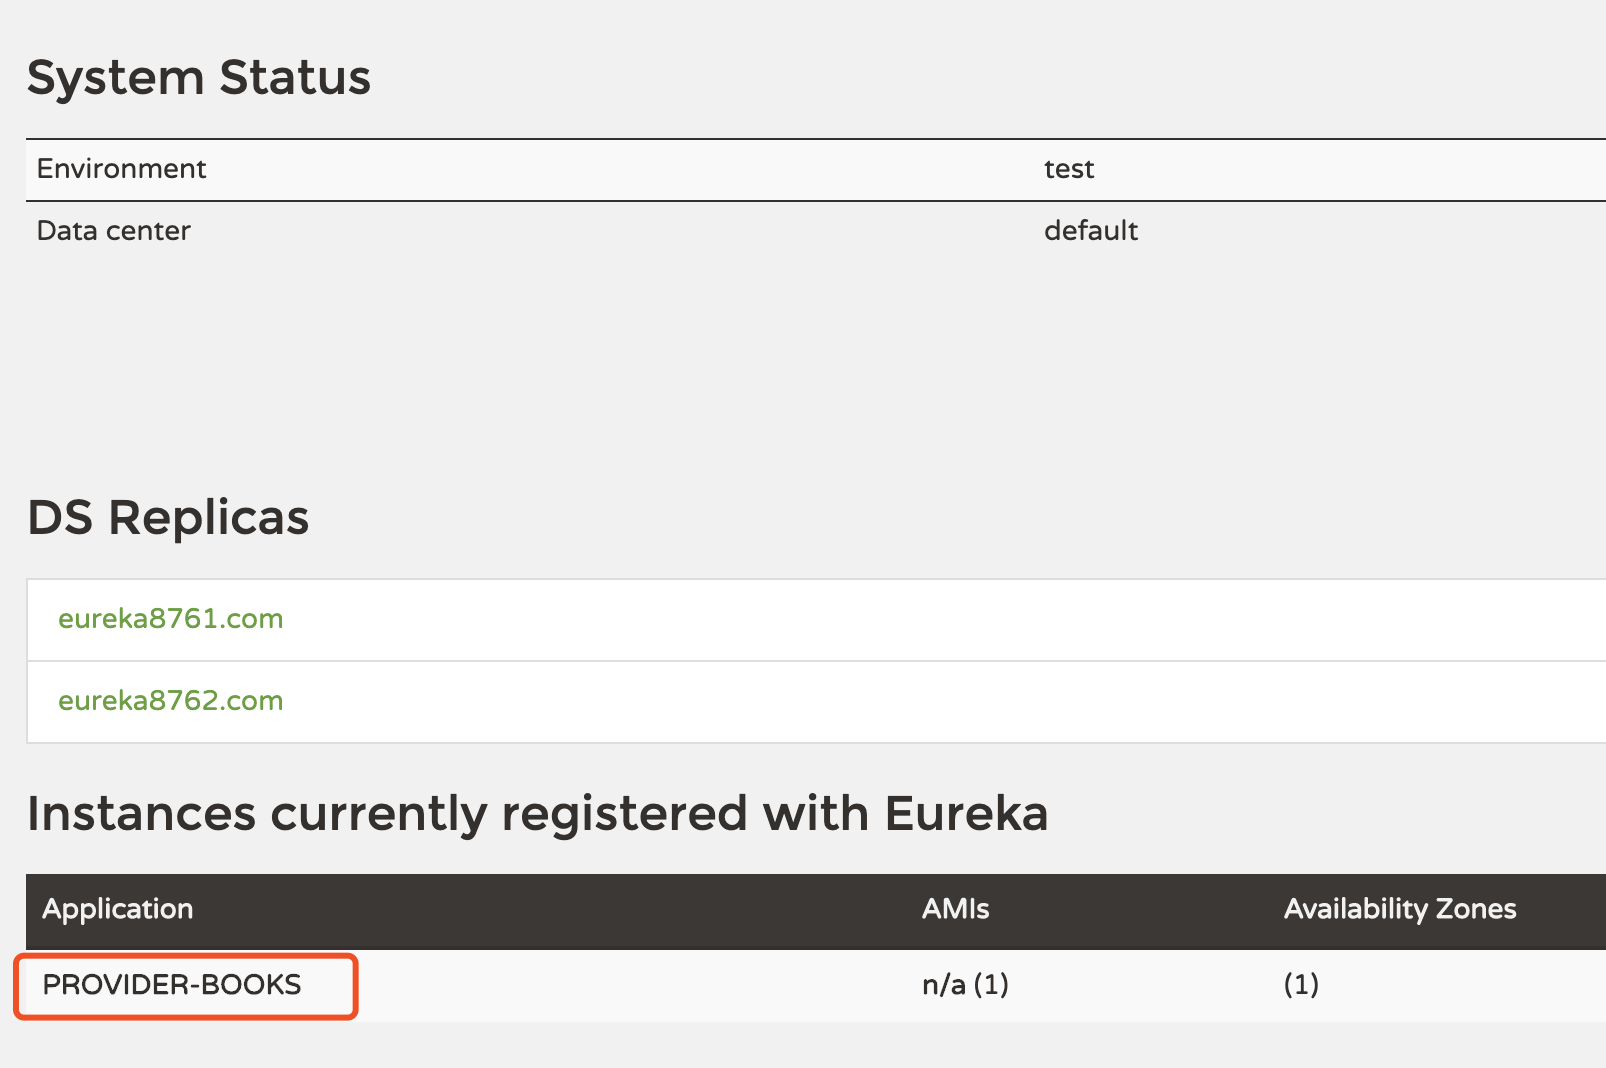 System Status
Environment test
Data center default
DS Replicas
eureka8761.com
eureka8762.com
Instances currently registered with Eureka
Application AMIs Availability Zones
PROVIDER-BOOKS n/a (1) (1)